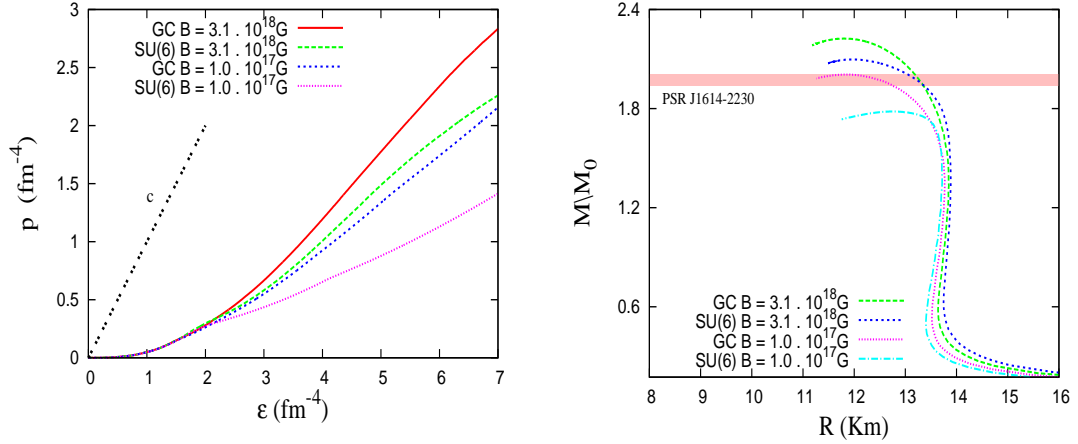 GC B = 3.1 . 10^18G
SU(6) B = 3.1 . 10^18G
GC B = 1.0 . 10^17G
SU(6) B = 1.0 . 10^17G
c
p (fm^-4)
3
2.5
2
1.5
1
0.5
0
0 1 2 3 4 5 6 7
ε (fm^-4)
M\M_0
2.4
1.8
1.2
0.6
PSR J1614-2230
GC B = 3.1 . 10^18G
SU(6) B = 3.1 . 10^18G
GC B = 1.0 . 10^17G
SU(6) B = 1.0 . 10^17G
8 9 10 11 12 13 14 15 16
R (Km)